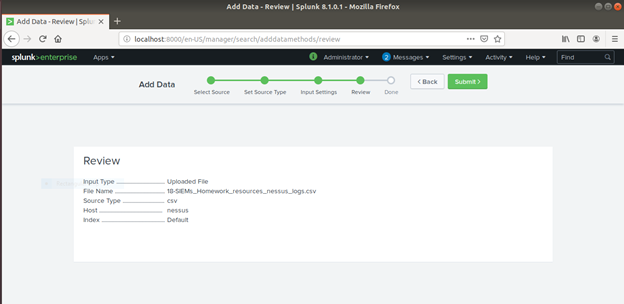 Add Data - Review | Splunk 8.1.0.1 - Mozilla Firefox
Add Data - Review | Splun
localhost:8000/en-US/manager/search/adddatamethods/review
splunk>enterprise Apps Administrator 2 Messages Settings Activity Help Find
Add Data
Select Source Set Source Type Input Settings Review Done
< Back Submit >
Review
Input Type Uploaded File
File Name 18-SIEMs_Homework_resources_nessus_logs.csv
Source Type csv
Host nessus
Index Default